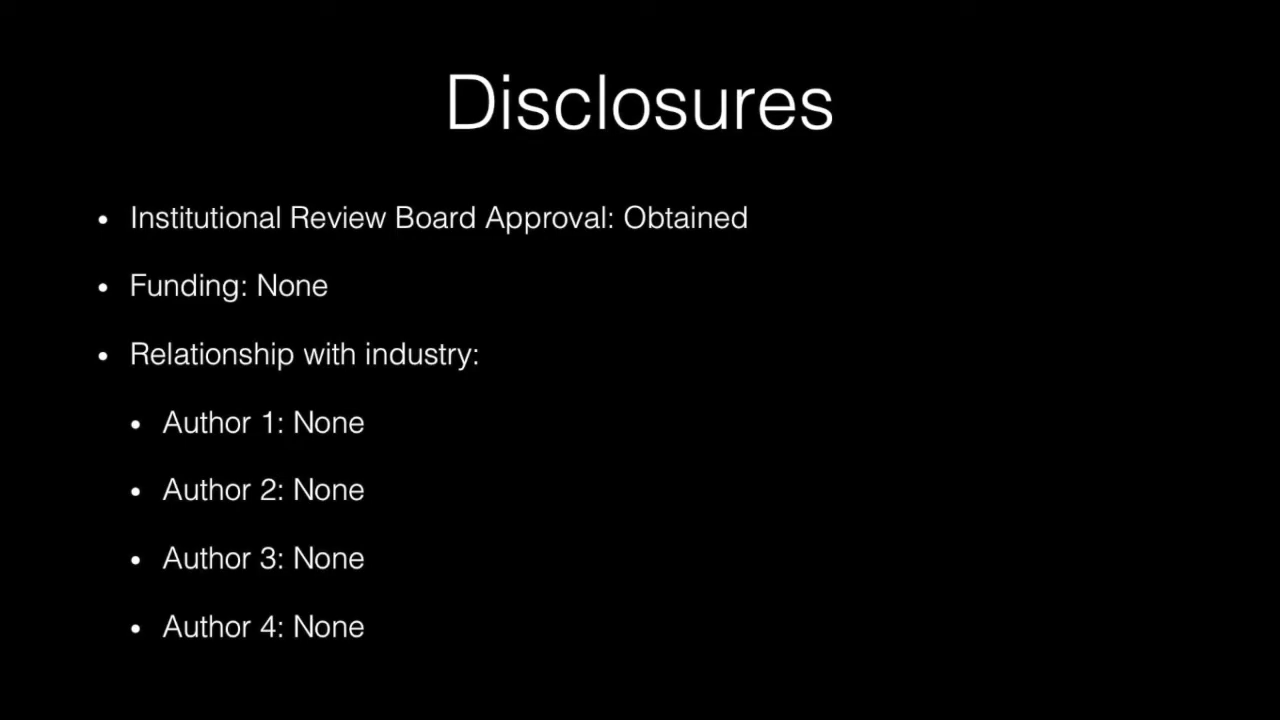 Disclosures
• Institutional Review Board Approval: Obtained
• Funding: None
• Relationship with industry:
• Author 1: None
• Author 2: None
• Author 3: None
• Author 4: None